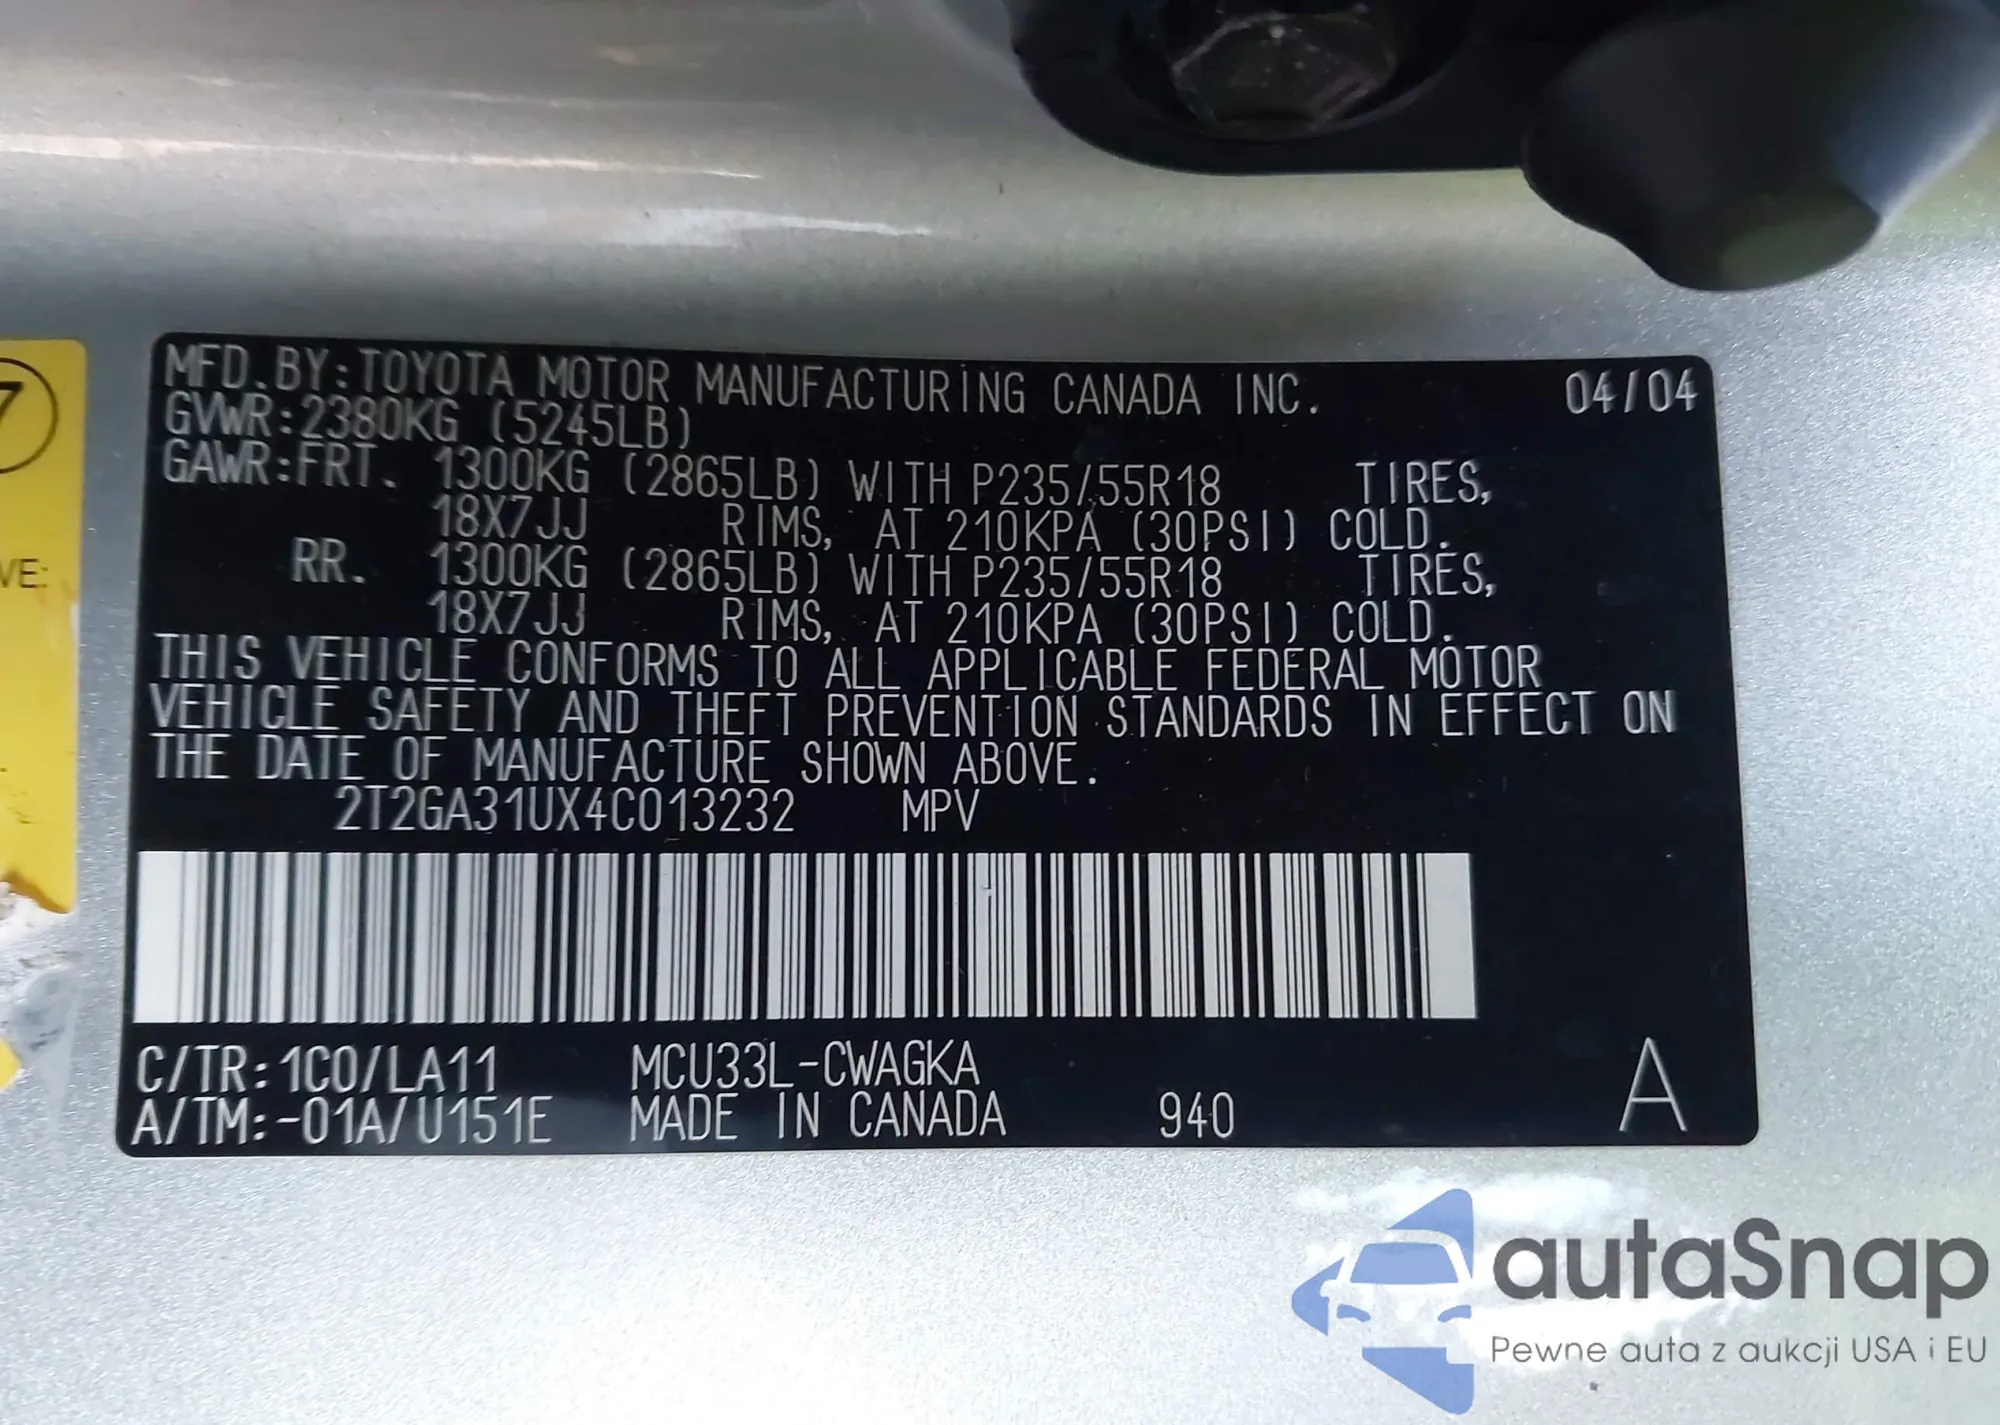 MFD. BY: TOYOTA MOTOR MANUFACTURING CANADA INC. 04/04
GVWR: 2380KG (5245LB)
GAWR: FRT. 1300KG (2865LB) WITH P235/55R18 TIRES,
18X7JJ RIMS, AT 210KPA (30PSI) COLD.
RR. 1300KG (2865LB) WITH P235/55R18 TIRES,
18X7JJ RIMS, AT 210KPA (30PSI) COLD.
THIS VEHICLE CONFORMS TO ALL APPLICABLE FEDERAL MOTOR
VEHICLE SAFETY AND THEFT PREVENTION STANDARDS IN EFFECT ON
THE DATE OF MANUFACTURE SHOWN ABOVE.
2T2GA31UX4C013232 MPV
C/TR: 1C0/LA11 MCU33L-CWAGKA
A/TM: -01A/U151E MADE IN CANADA 940 A
7
VE:
autaSnap
Pewne auta z aukcji USA i EU